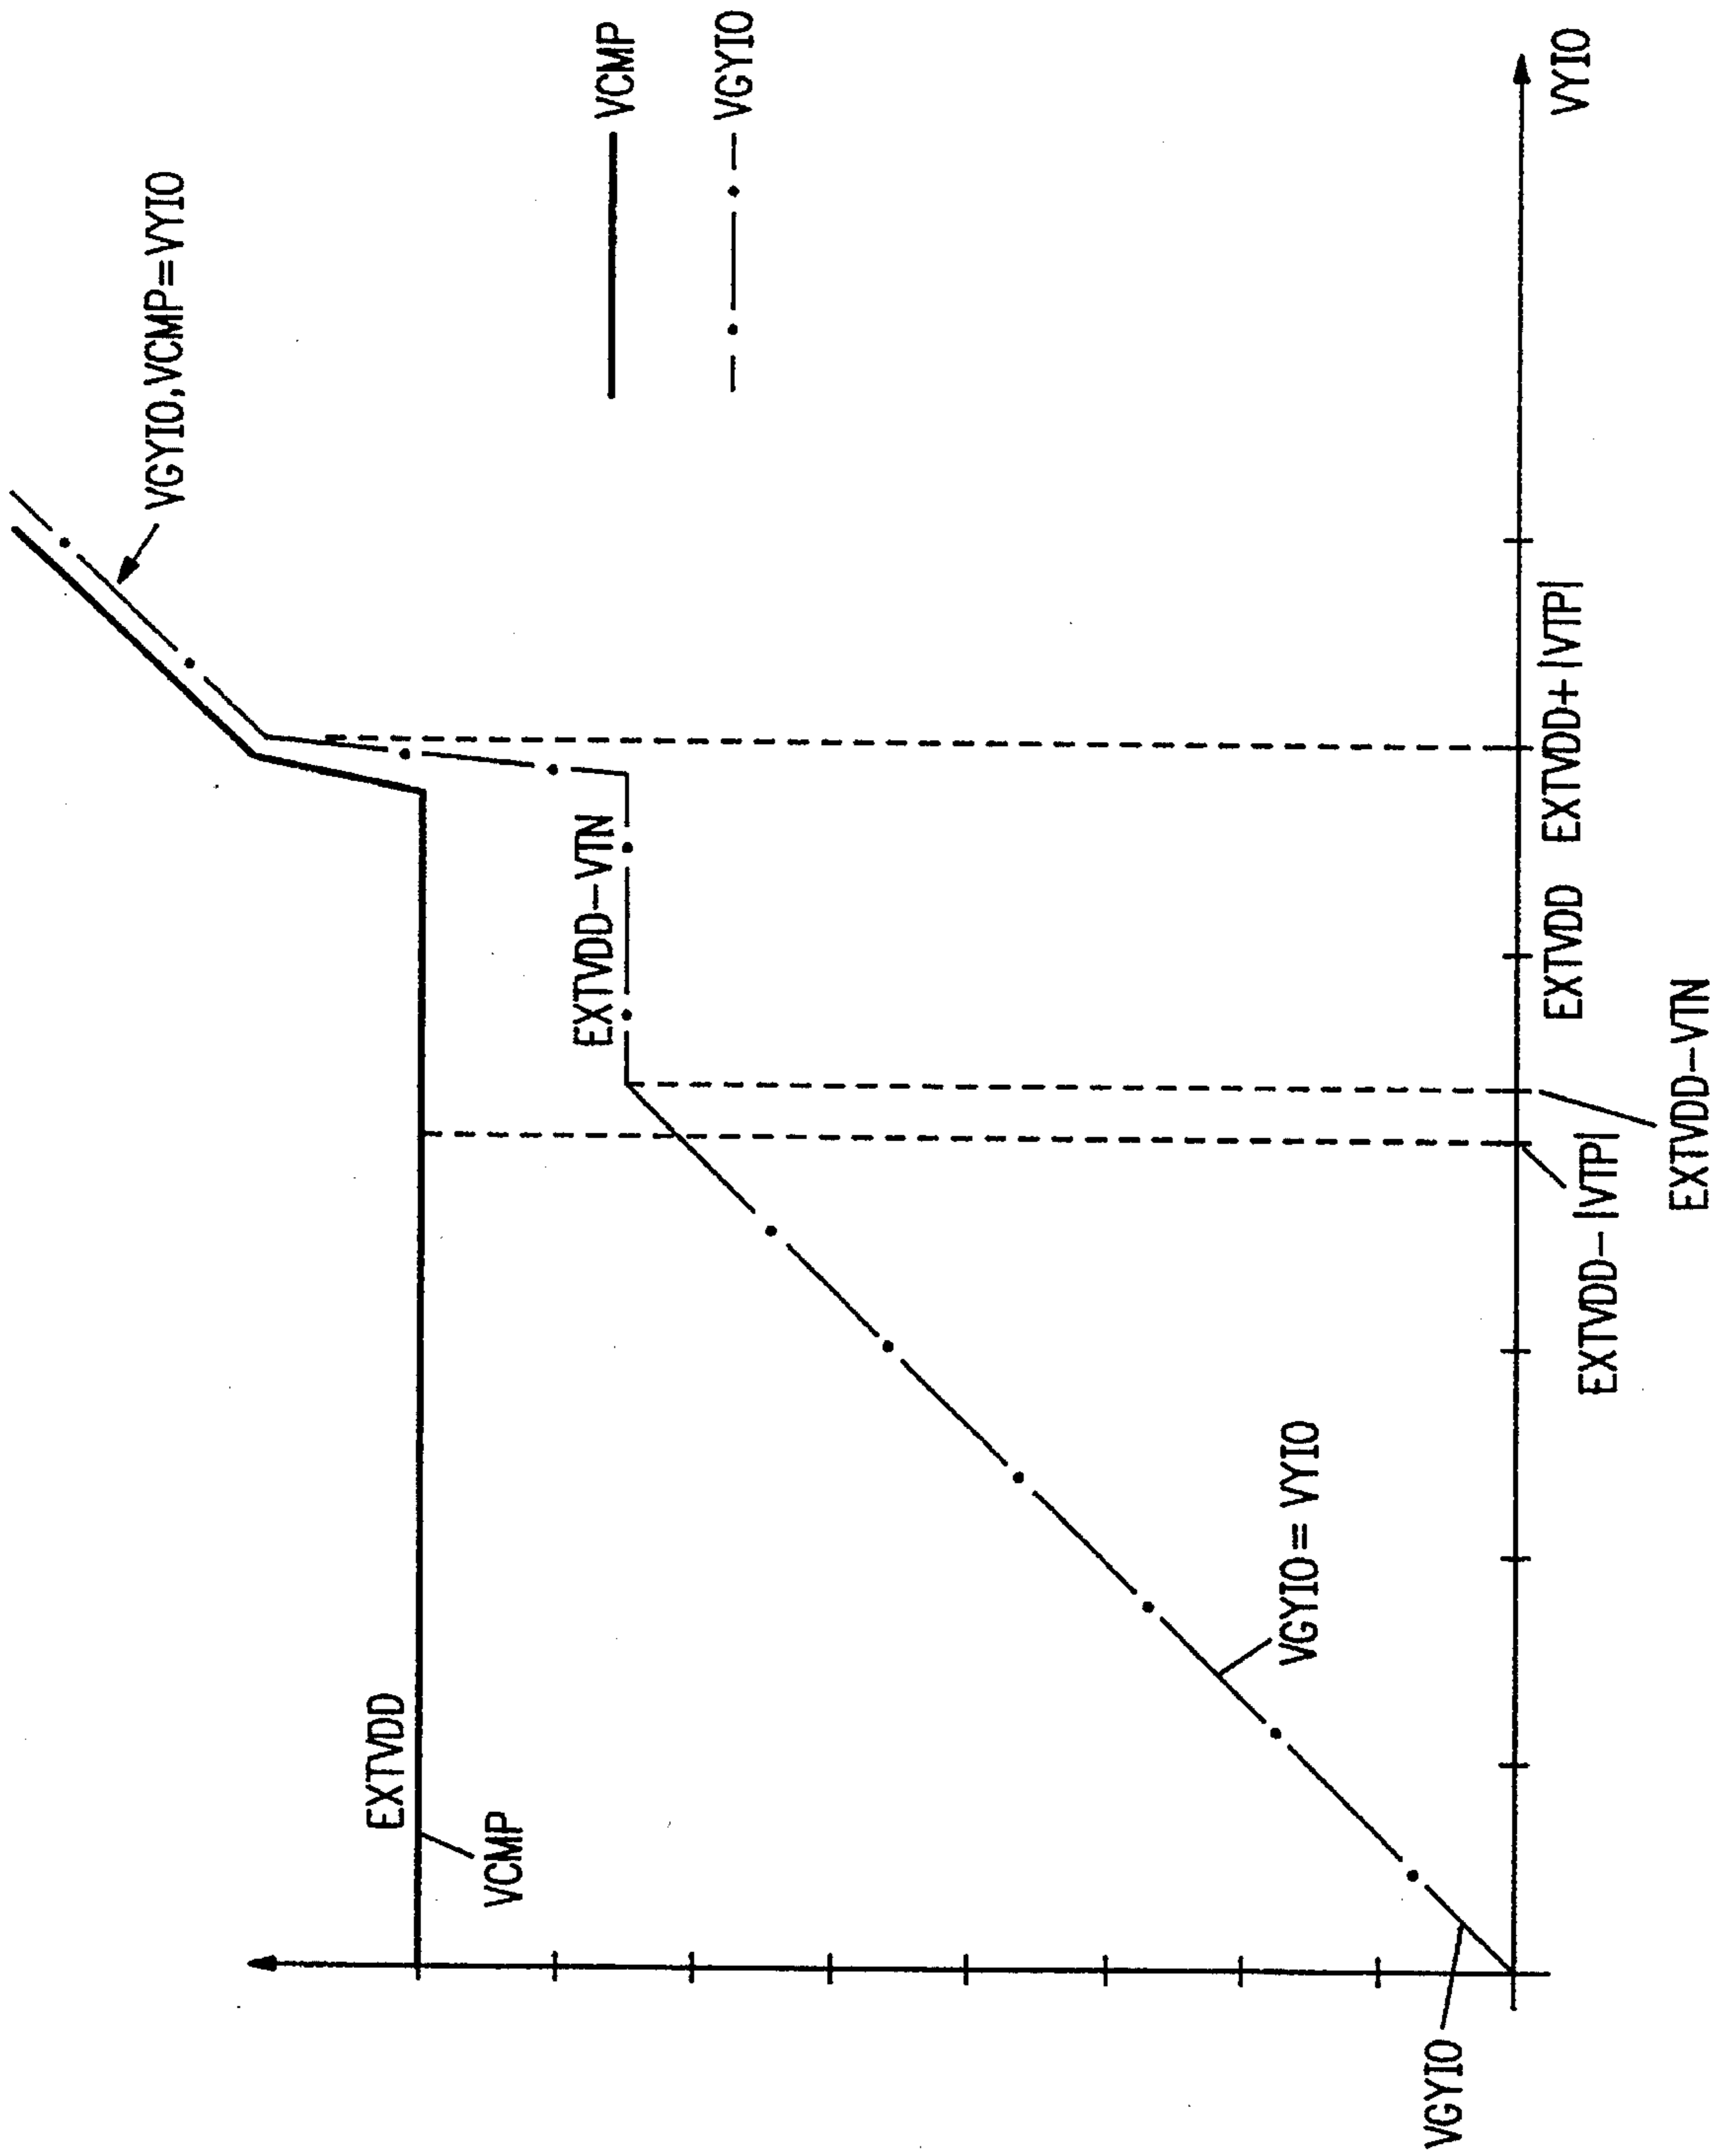 VGYIO,VCMP=VYIO
VCMP
VGYIO
EXTVDD
VCMP
EXTVDD-VTN
VGYIO=VYIO
VGYIO
VYIO
EXTVDD
EXTVDD+|VTP|
EXTVDD-|VTP|
EXTVDD-VTN